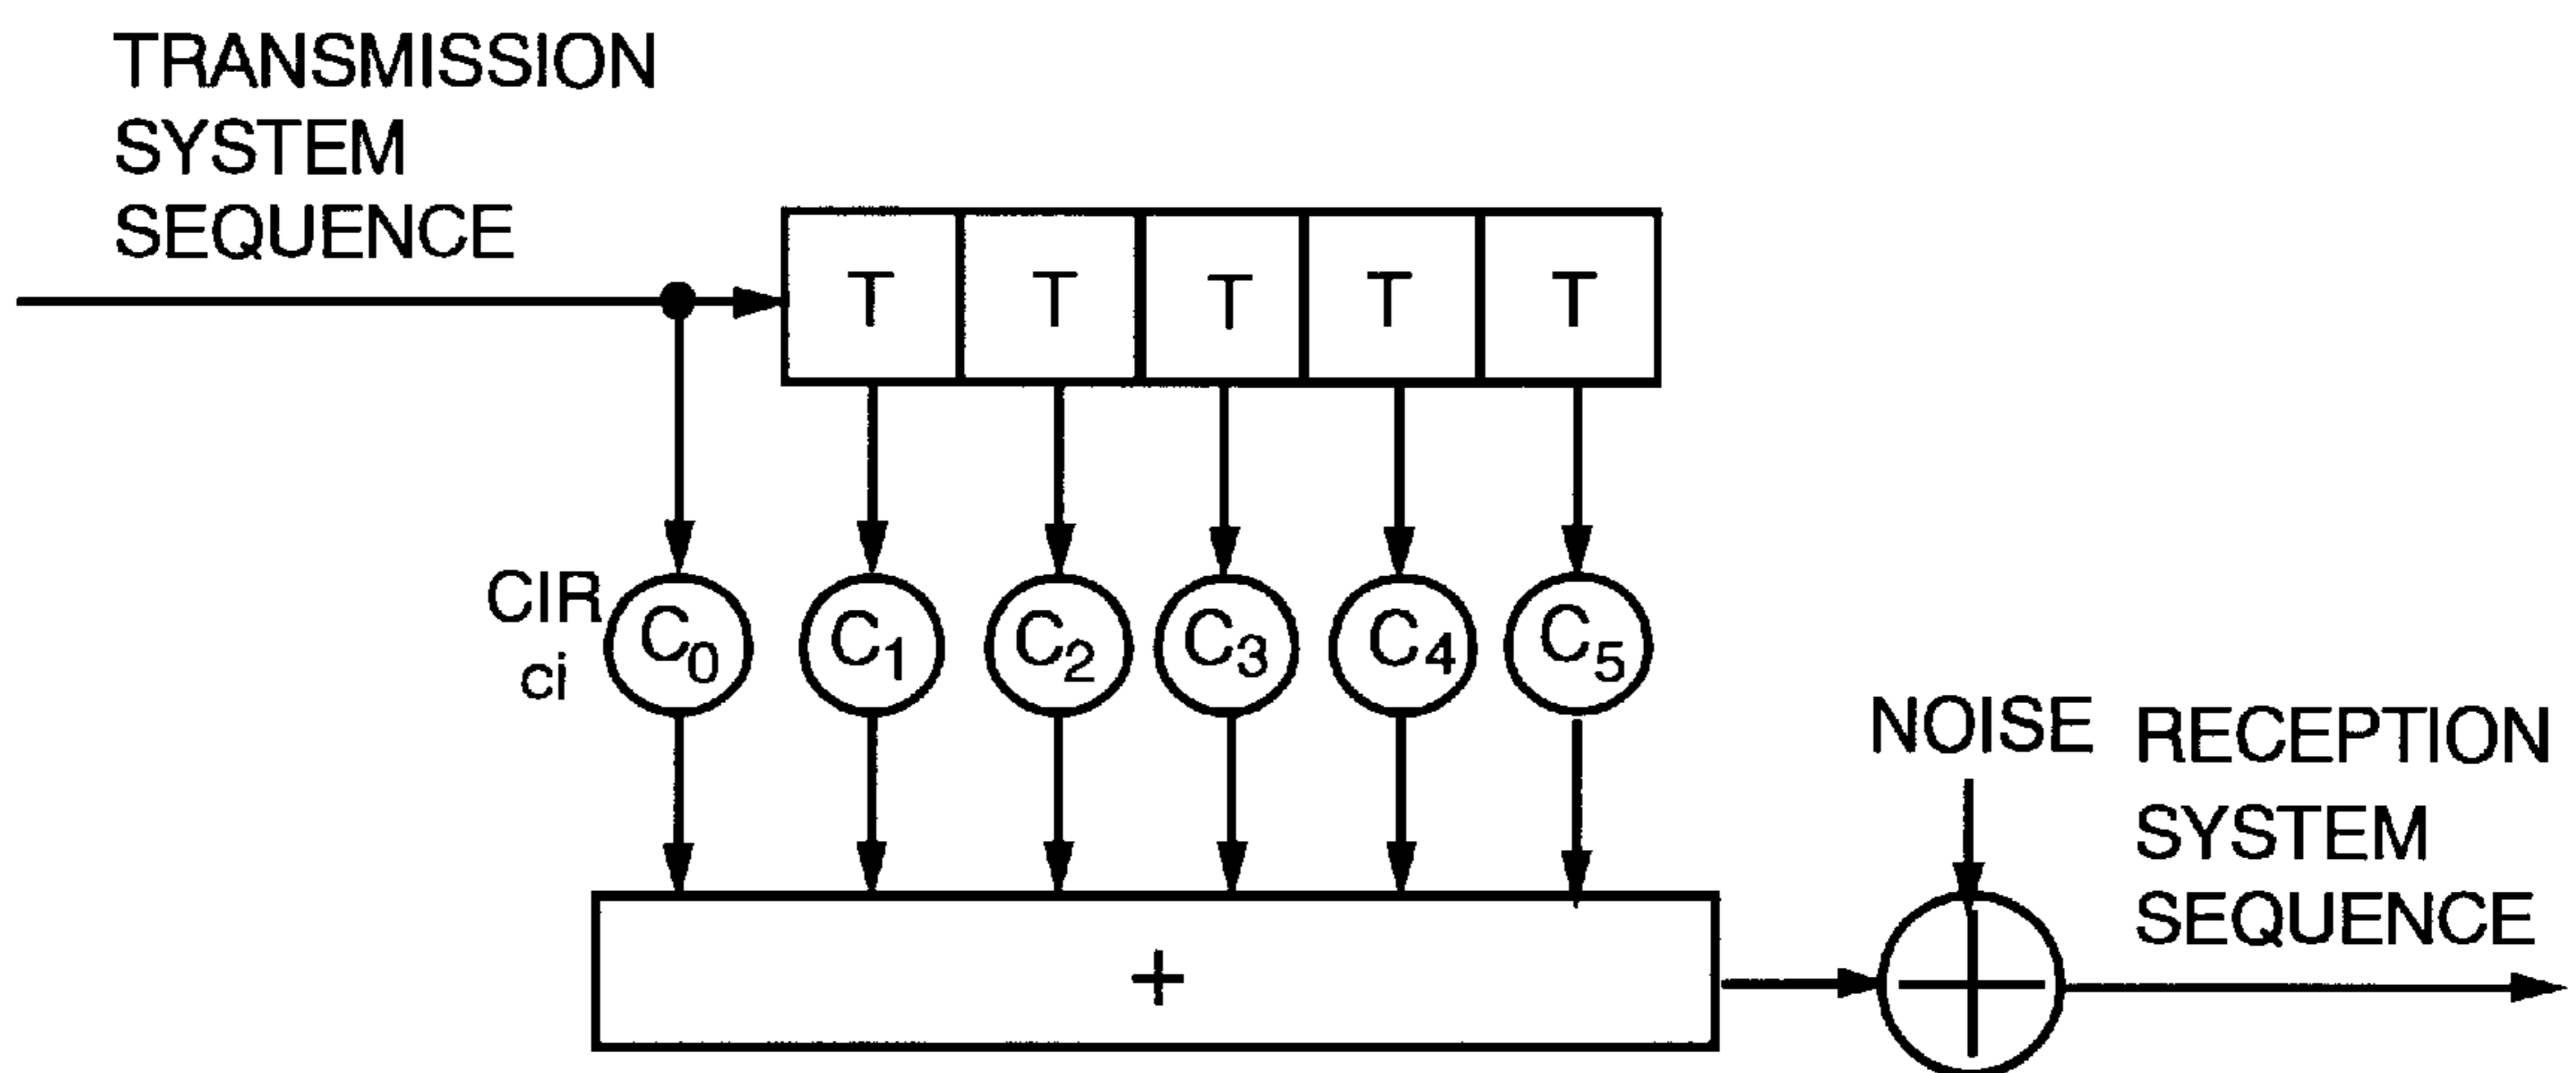 TRANSMISSION
SYSTEM
SEQUENCE
T T T T T
CIR
ci
C0 C1 C2 C3 C4 C5
+
NOISE
RECEPTION
SYSTEM
SEQUENCE